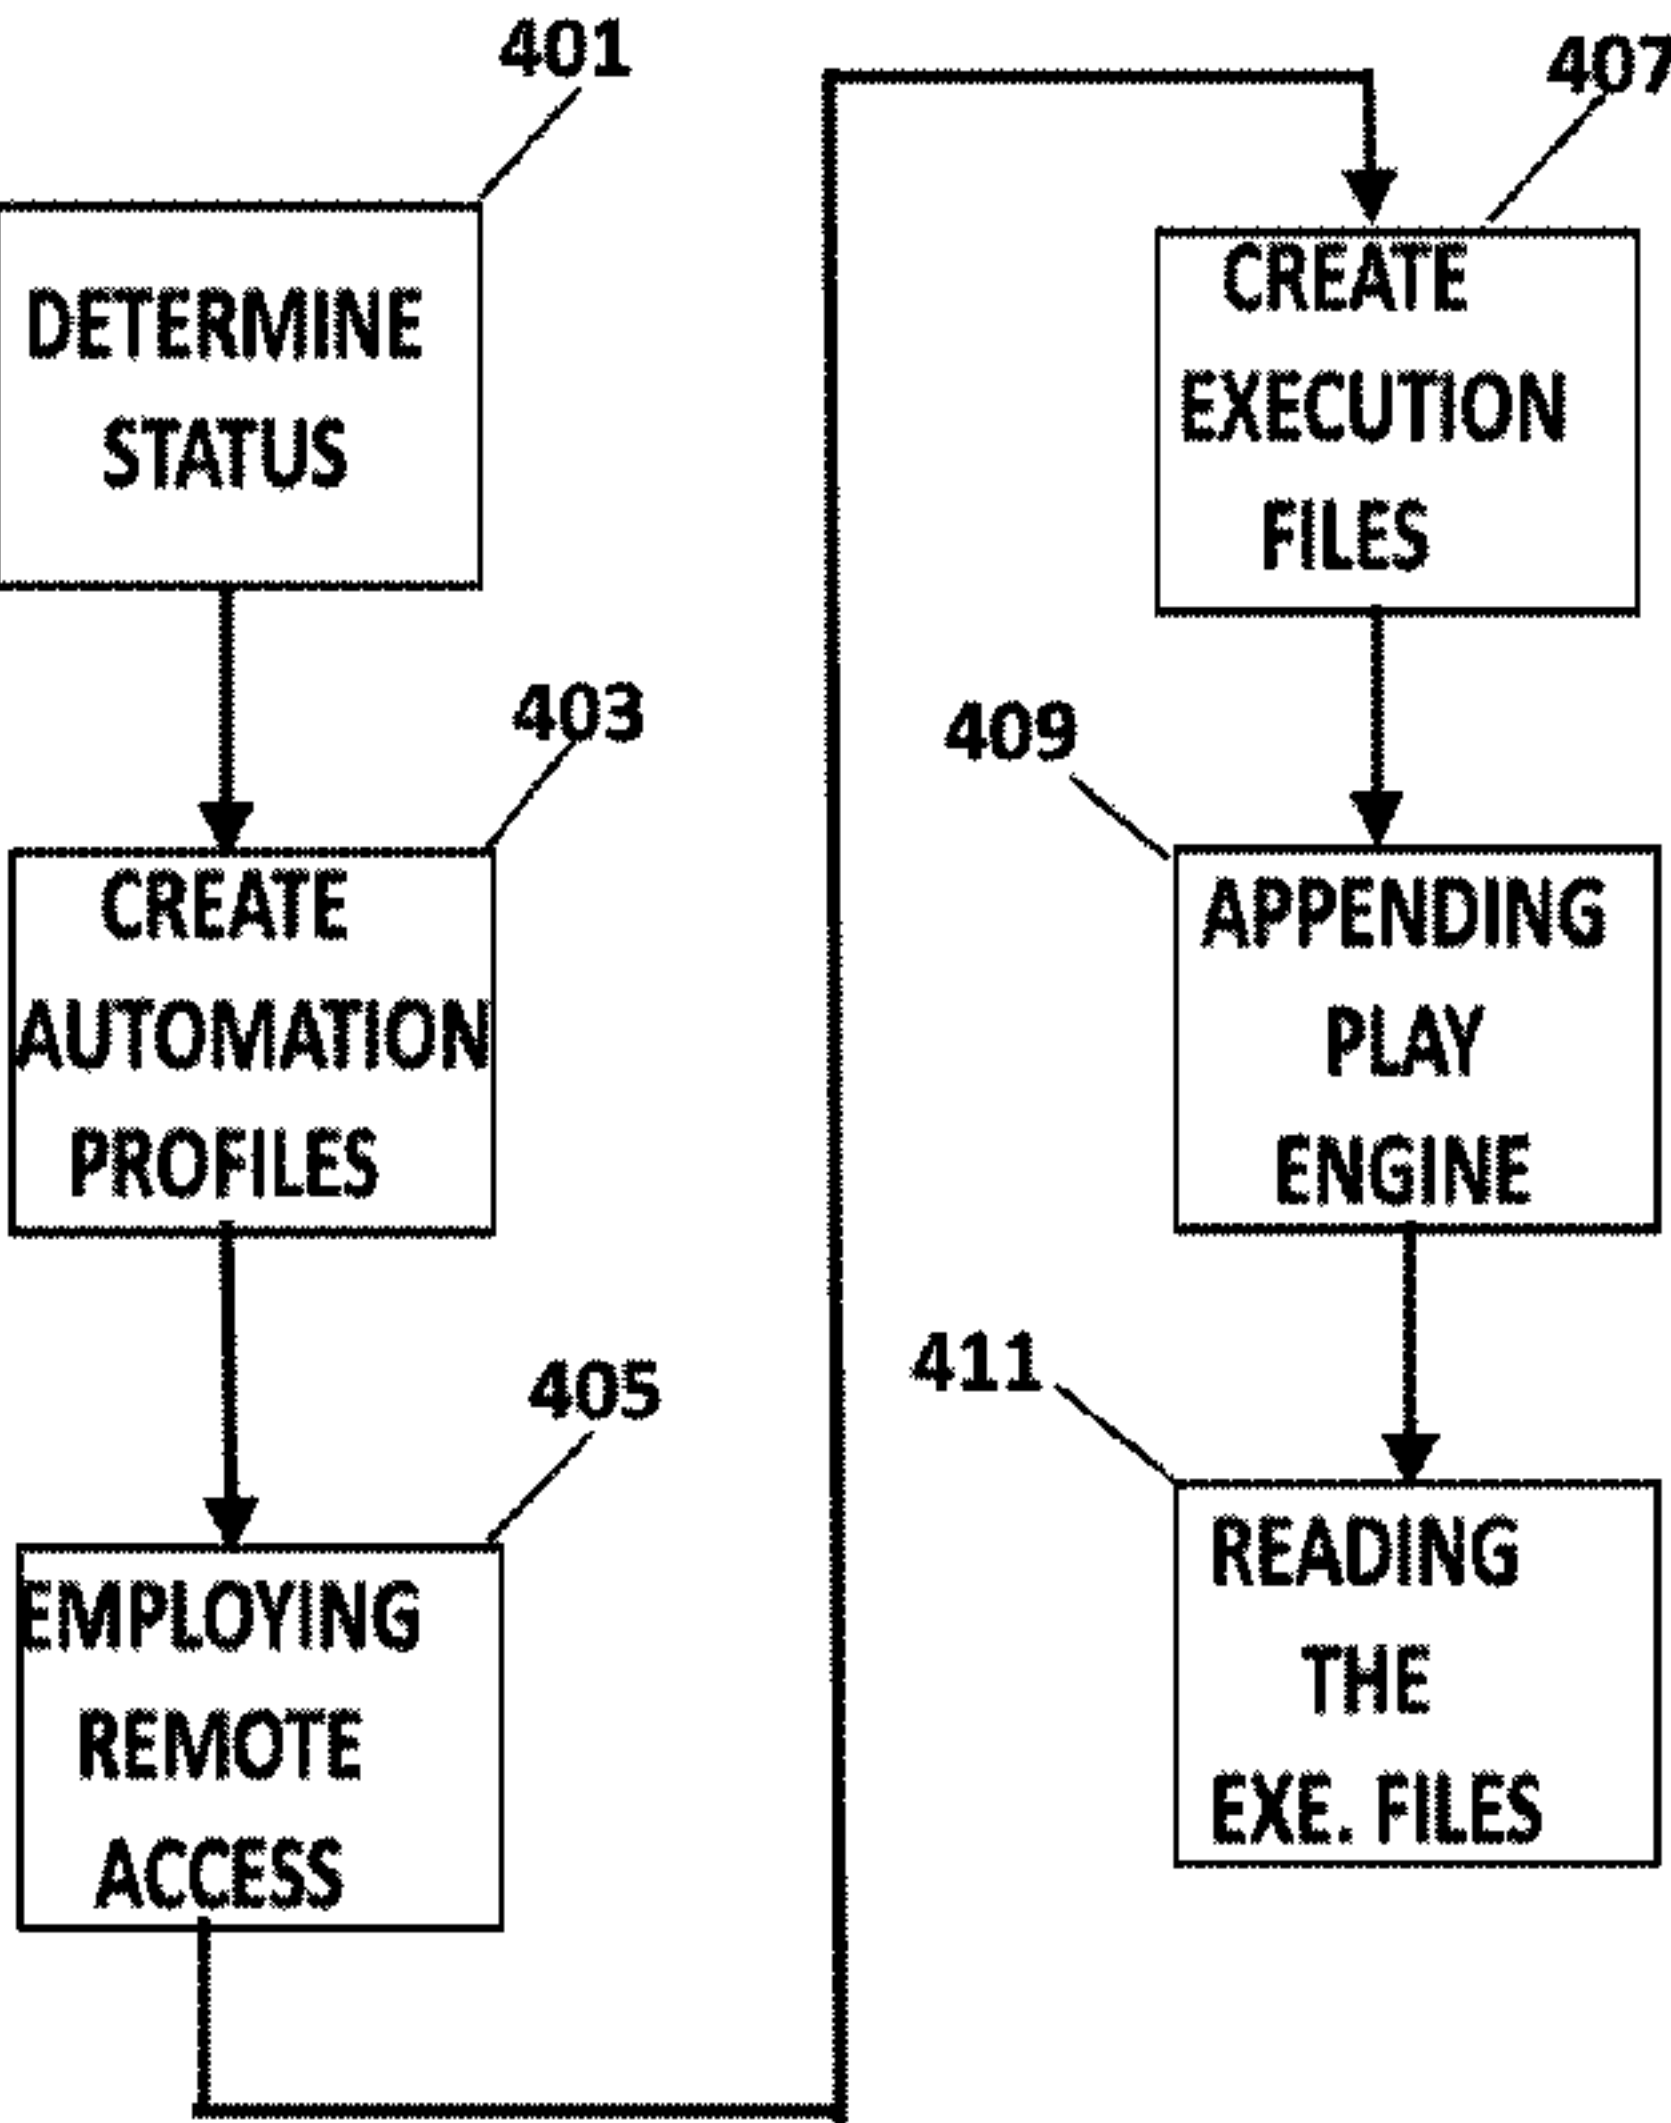 401
DETERMINE
STATUS
403
CREATE
AUTOMATION
PROFILES
405
EMPLOYING
REMOTE
ACCESS
407
CREATE
EXECUTION
FILES
409
APPENDING
PLAY
ENGINE
411
READING
THE
EXE. FILES